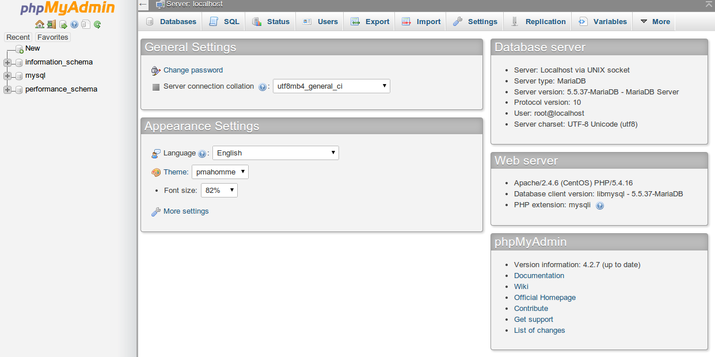 phpMyAdmin
Recent Favorites
New
information_schema
mysql
performance_schema
Server: localhost
Databases SQL Status Users Export Import Settings Replication Variables More
General Settings
Change password
Server connection collation : utf8mb4_general_ci
Appearance Settings
Language : English
Theme: pmahomme
Font size: 82%
More settings
Database server
Server: Localhost via UNIX socket
Server type: MariaDB
Server version: 5.5.37-MariaDB - MariaDB Server
Protocol version: 10
User: root@localhost
Server charset: UTF-8 Unicode (utf8)
Web server
Apache/2.4.6 (CentOS) PHP/5.4.16
Database client version: libmysql - 5.5.37-MariaDB
PHP extension: mysqli
phpMyAdmin
Version information: 4.2.7 (up to date)
Documentation
Wiki
Official Homepage
Contribute
Get support
List of changes